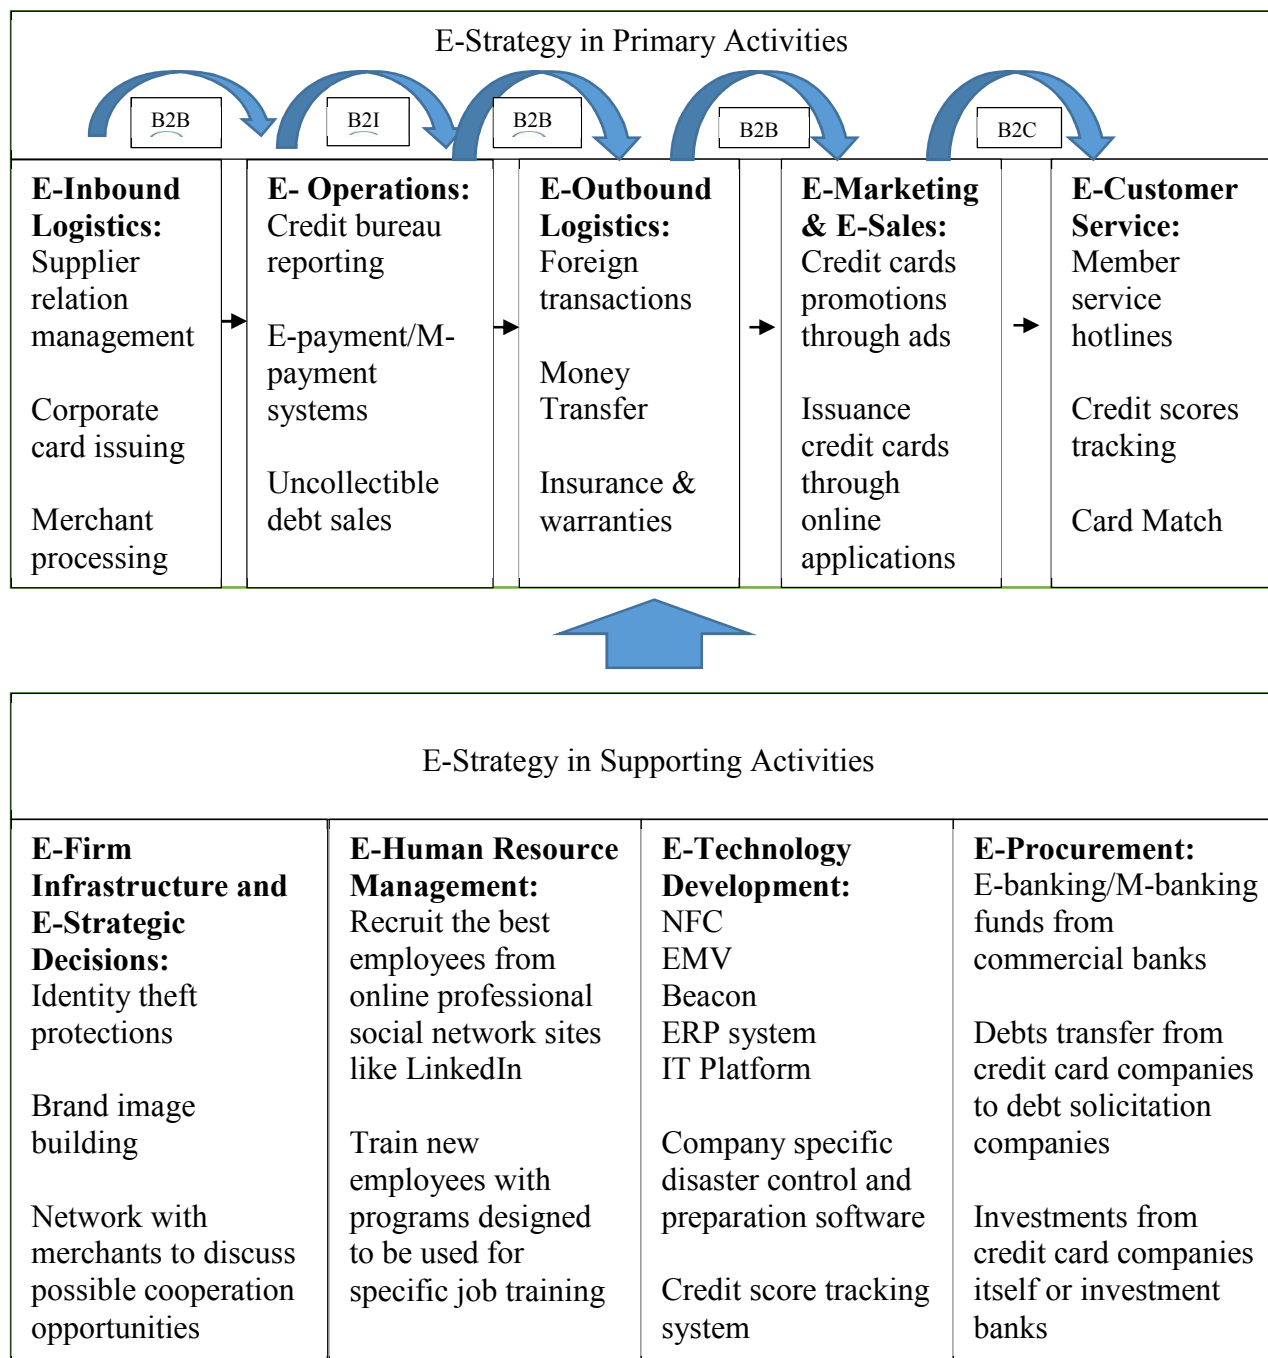 E-Strategy in Primary Activities
B2B
B2I
B2B
B2B
B2C
E-Inbound
Logistics:
Supplier
relation
management
Corporate
card issuing
Merchant
processing
E- Operations:
Credit bureau
reporting
E-payment/M-
payment
systems
Uncollectible
debt sales
E-Outbound
Logistics:
Foreign
transactions
Money
Transfer
Insurance &
warranties
E-Marketing
& E-Sales:
Credit cards
promotions
through ads
Issuance
credit cards
through
online
applications
E-Customer
Service:
Member
service
hotlines
Credit scores
tracking
Card Match
E-Strategy in Supporting Activities
E-Firm
Infrastructure and
E-Strategic
Decisions:
Identity theft
protections
Brand image
building
Network with
merchants to discuss
possible cooperation
opportunities
E-Human Resource
Management:
Recruit the best
employees from
online professional
social network sites
like LinkedIn
Train new
employees with
programs designed
to be used for
specific job training
E-Technology
Development:
NFC
EMV
Beacon
ERP system
IT Platform
Company specific
disaster control and
preparation software
Credit score tracking
system
E-Procurement:
E-banking/M-banking
funds from
commercial banks
Debts transfer from
credit card companies
to debt solicitation
companies
Investments from
credit card companies
itself or investment
banks